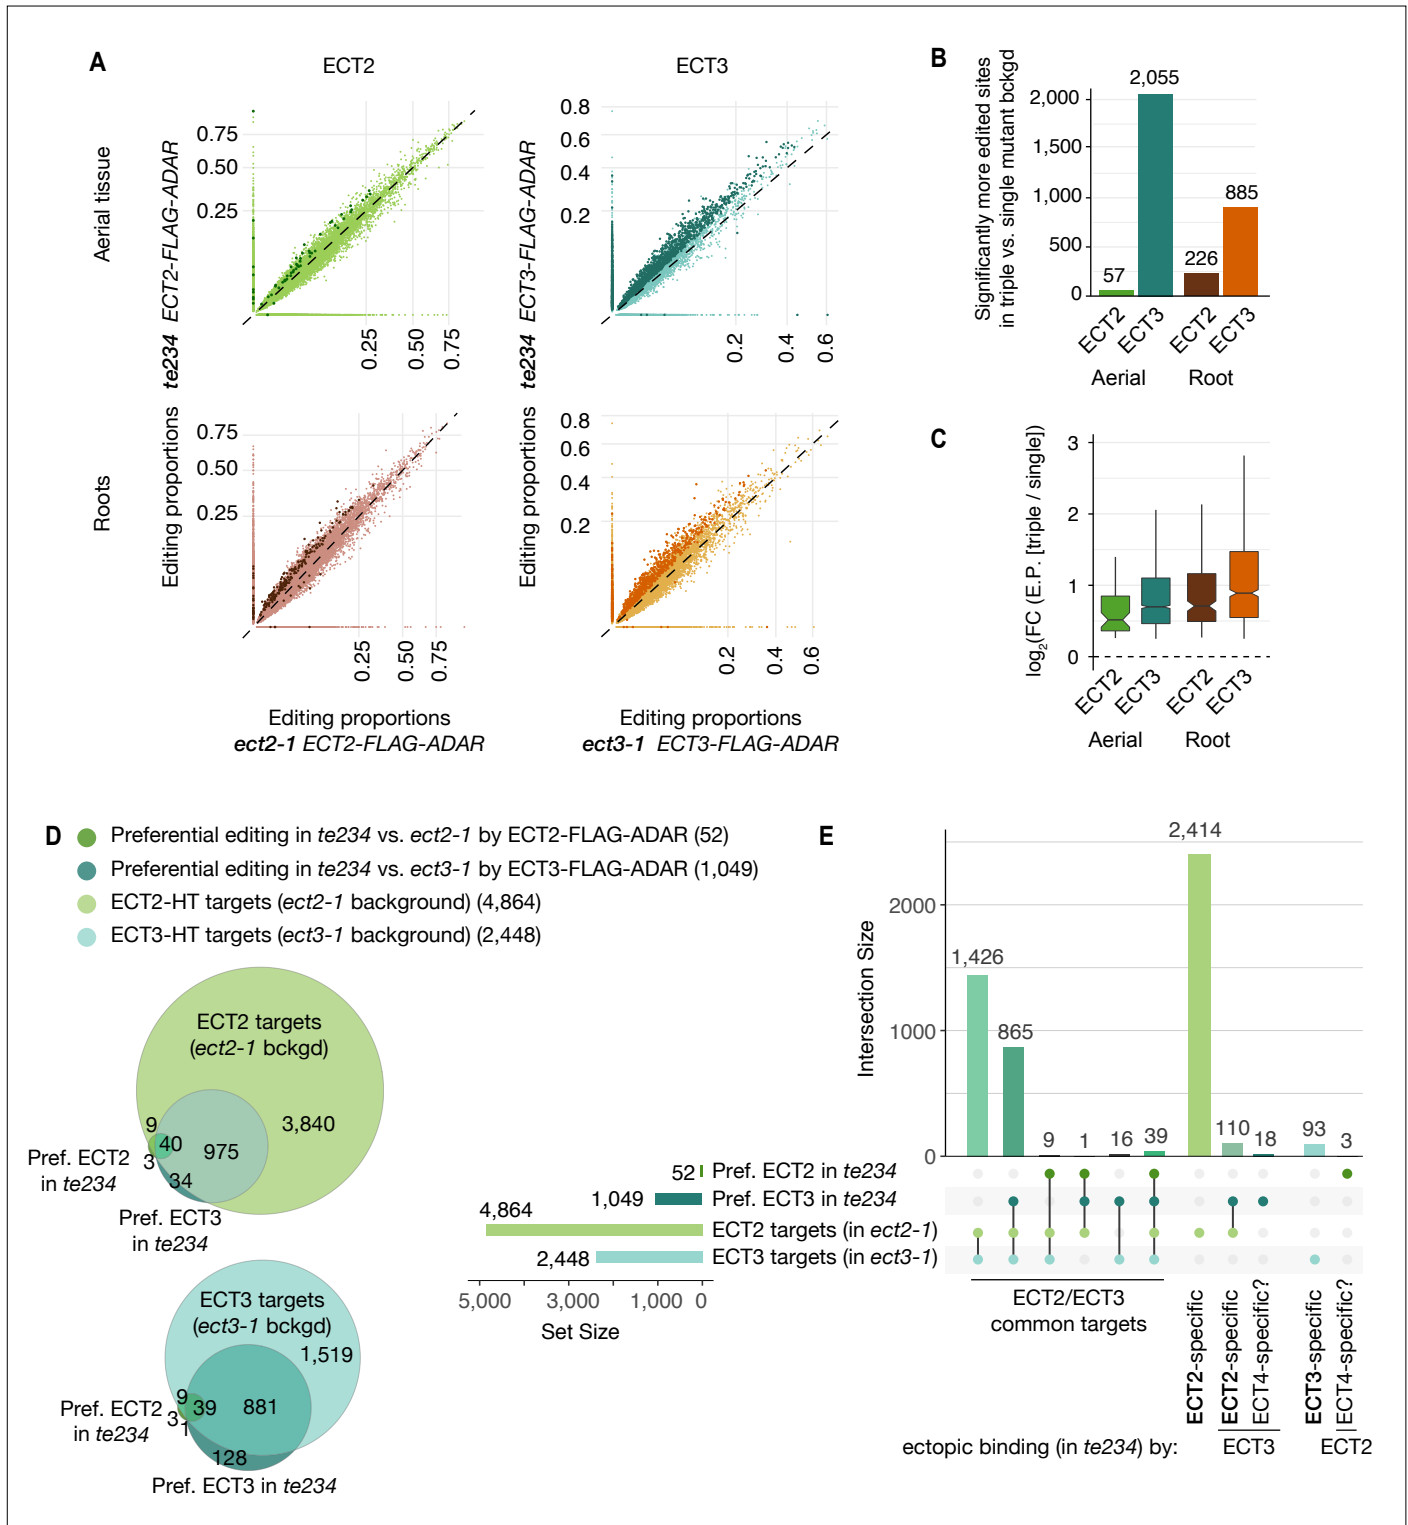 A
ECT2
ECT3
Aerial tissue
te234 ECT2-FLAG-ADAR
0.75
0.50
0.25
0.25
0.50
0.75
te234 ECT3-FLAG-ADAR
0.8
0.6
0.4
0.2
0.2
0.4
0.6
Roots
Editing proportions
0.75
0.50
0.25
0.25
0.50
0.75
Editing proportions
0.8
0.6
0.4
0.2
0.2
0.4
0.6
Editing proportions
ect2-1 ECT2-FLAG-ADAR
Editing proportions
ect3-1 ECT3-FLAG-ADAR
B
Significantly more edited sites
in triple vs. single mutant bckgd
2,000
1,500
1,000
500
0
57
2,055
226
885
ECT2
ECT3
ECT2
ECT3
Aerial
Root
C
log2(FC (E.P. [triple / single])
3
2
1
0
ECT2
ECT3
ECT2
ECT3
Aerial
Root
D
Preferential editing in te234 vs. ect2-1 by ECT2-FLAG-ADAR (52)
Preferential editing in te234 vs. ect3-1 by ECT3-FLAG-ADAR (1,049)
ECT2-HT targets (ect2-1 background) (4,864)
ECT3-HT targets (ect3-1 background) (2,448)
ECT2 targets
(ect2-1 bckgd)
3,840
9
40
975
3
34
Pref. ECT2
in te234
Pref. ECT3
in te234
ECT3 targets
(ect3-1 bckgd)
1,519
9
39
881
3
1
128
Pref. ECT2
in te234
Pref. ECT3 in te234
E
Intersection Size
2000
1000
0
1,426
865
9
1
16
39
2,414
110
18
93
3
52
Pref. ECT2 in te234
1,049
Pref. ECT3 in te234
4,864
ECT2 targets (in ect2-1)
2,448
ECT3 targets (in ect3-1)
5,000
3,000
1,000
0
Set Size
ECT2/ECT3
common targets
ECT2-specific
ECT2-specific
ECT4-specific?
ECT3-specific
ECT4-specific?
ectopic binding (in te234) by:
ECT3
ECT2